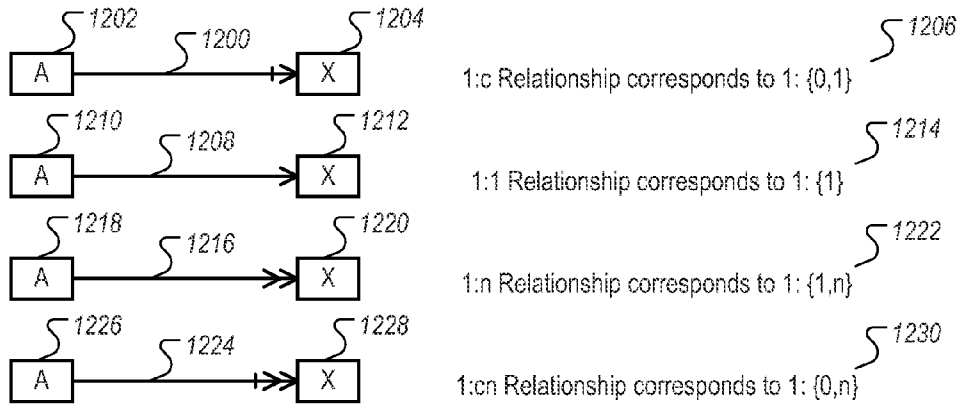 1202 1204
1200 1206
A X 1:c Relationship corresponds to 1: {0,1}
1210 1212
1208 1214
A X 1:1 Relationship corresponds to 1: {1}
1218 1220
1216 1222
A X 1:n Relationship corresponds to 1: {1,n}
1226 1228
1224 1230
A X 1:cn Relationship corresponds to 1: {0,n}